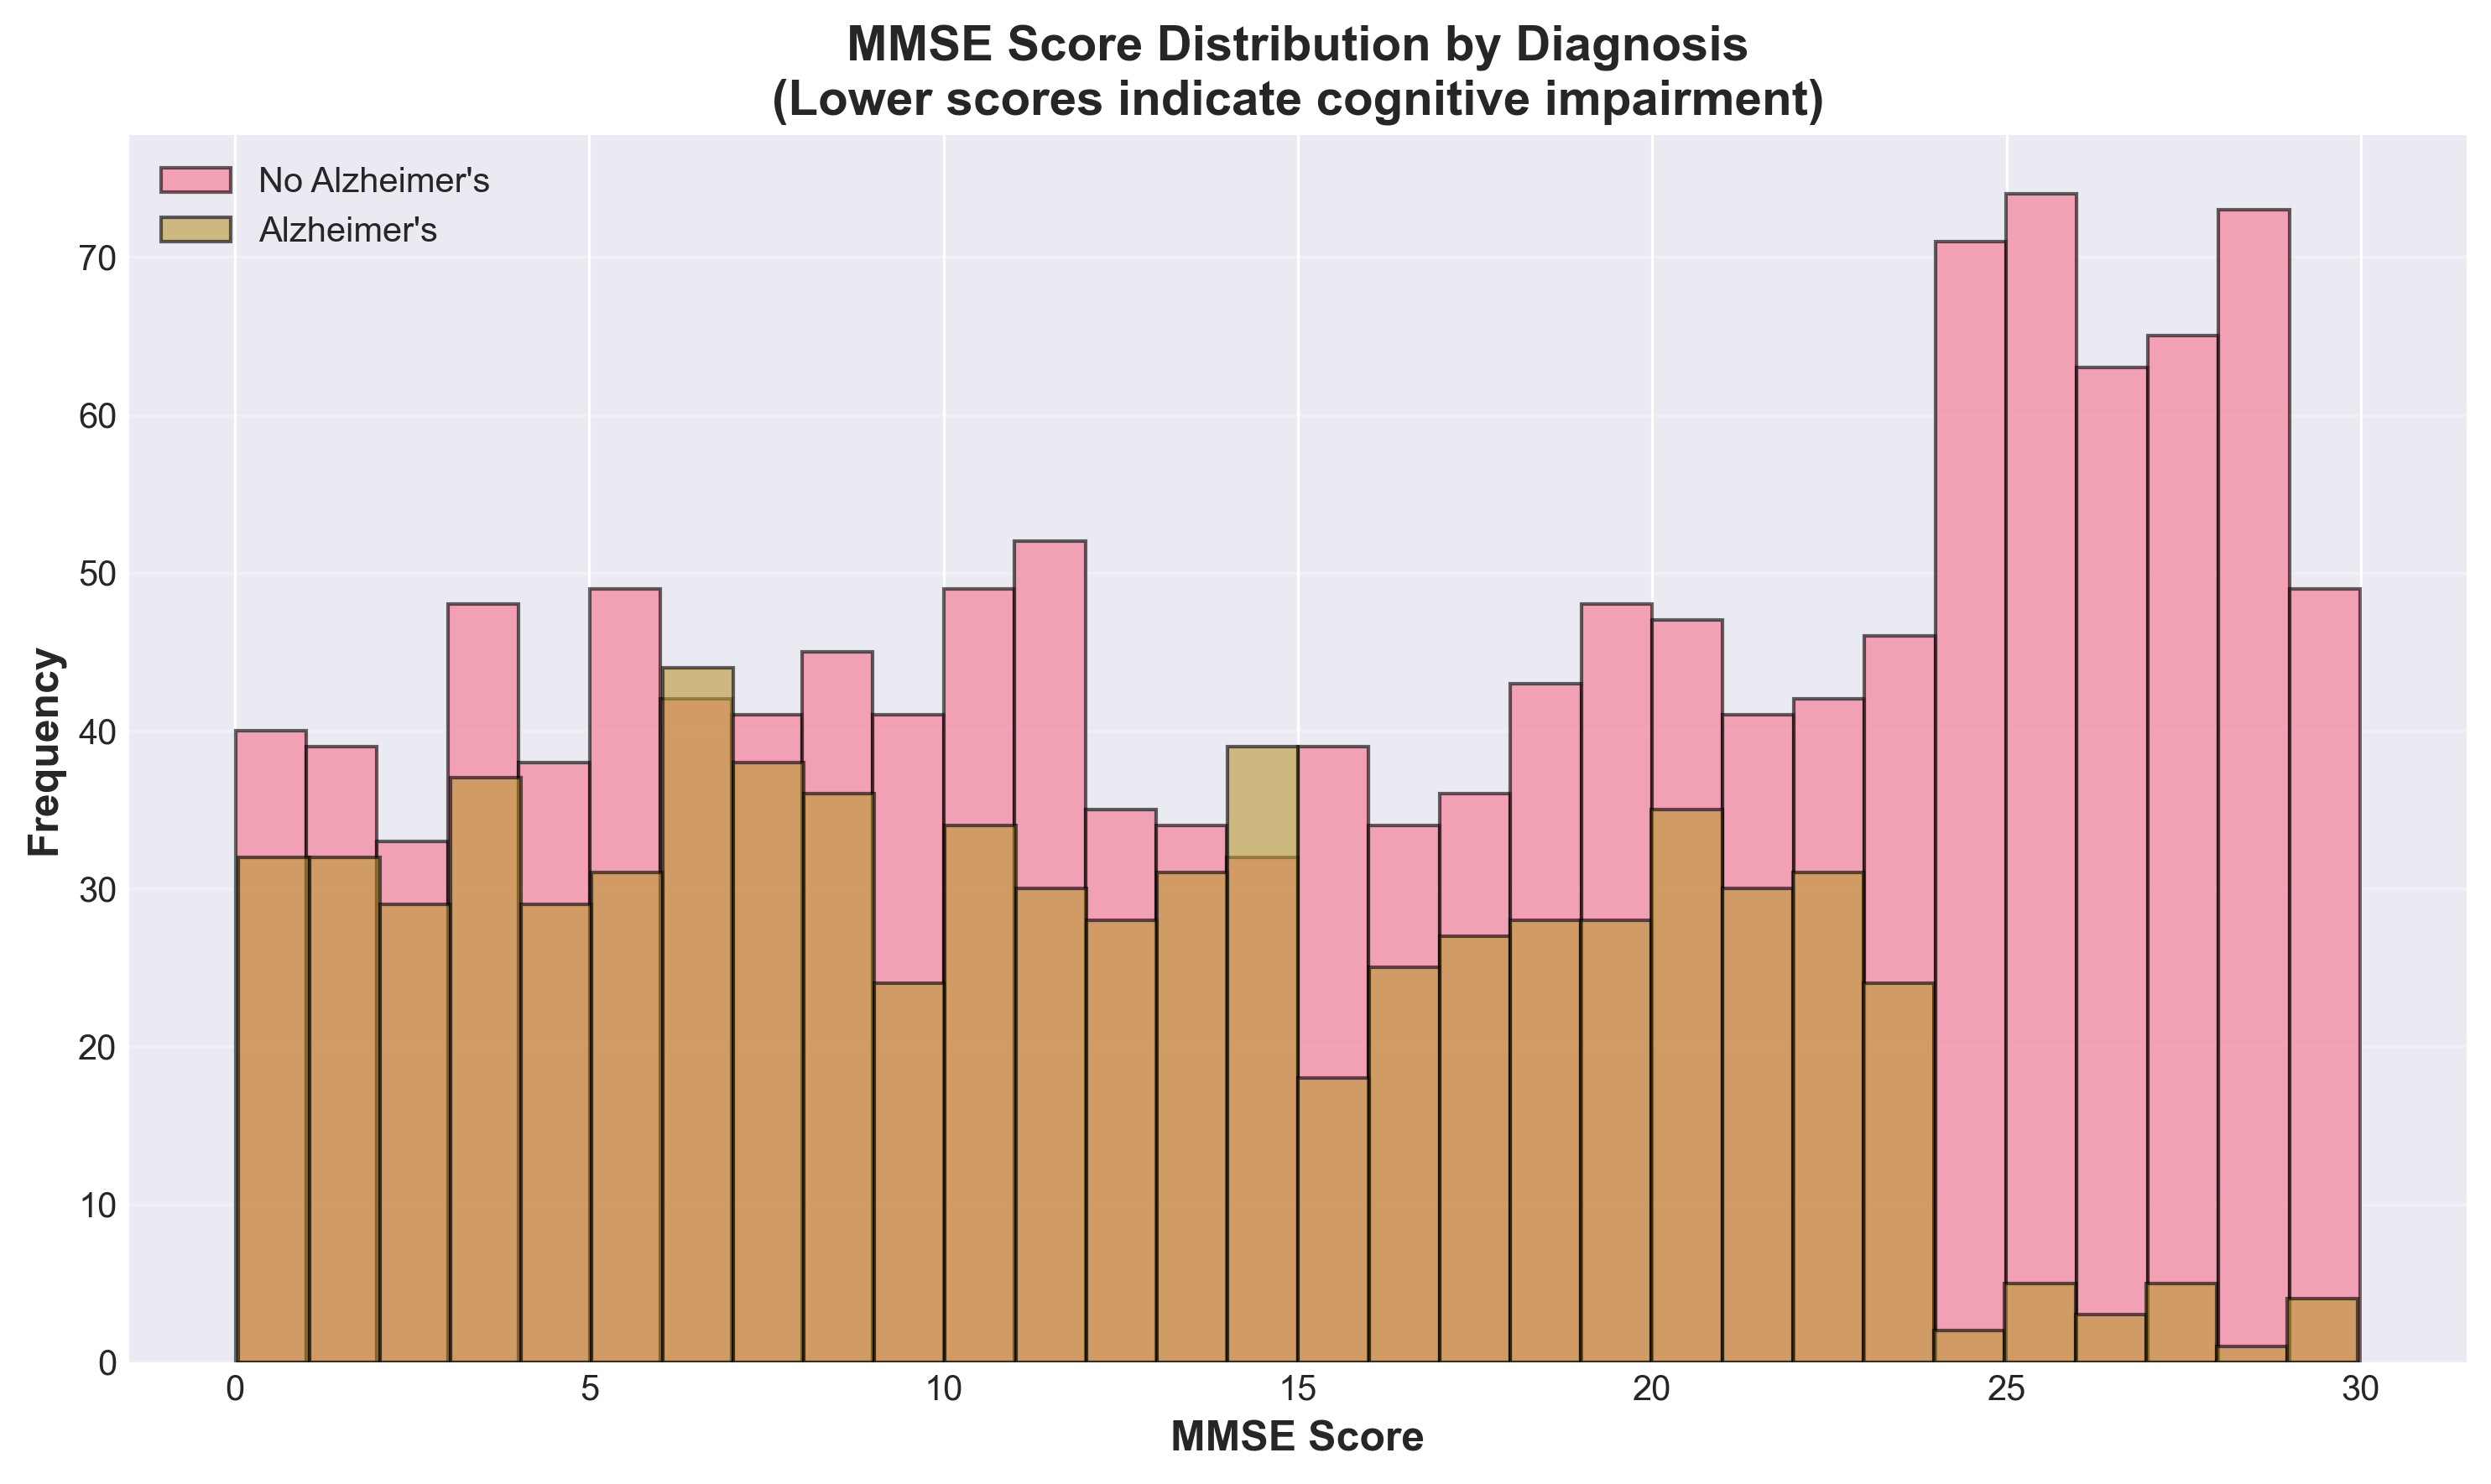 MMSE Score Distribution by Diagnosis
(Lower scores indicate cognitive impairment)
No Alzheimer's
Alzheimer's
70
60
50
40
30
20
10
0
Frequency
0 5 10 15 20 25 30
MMSE Score